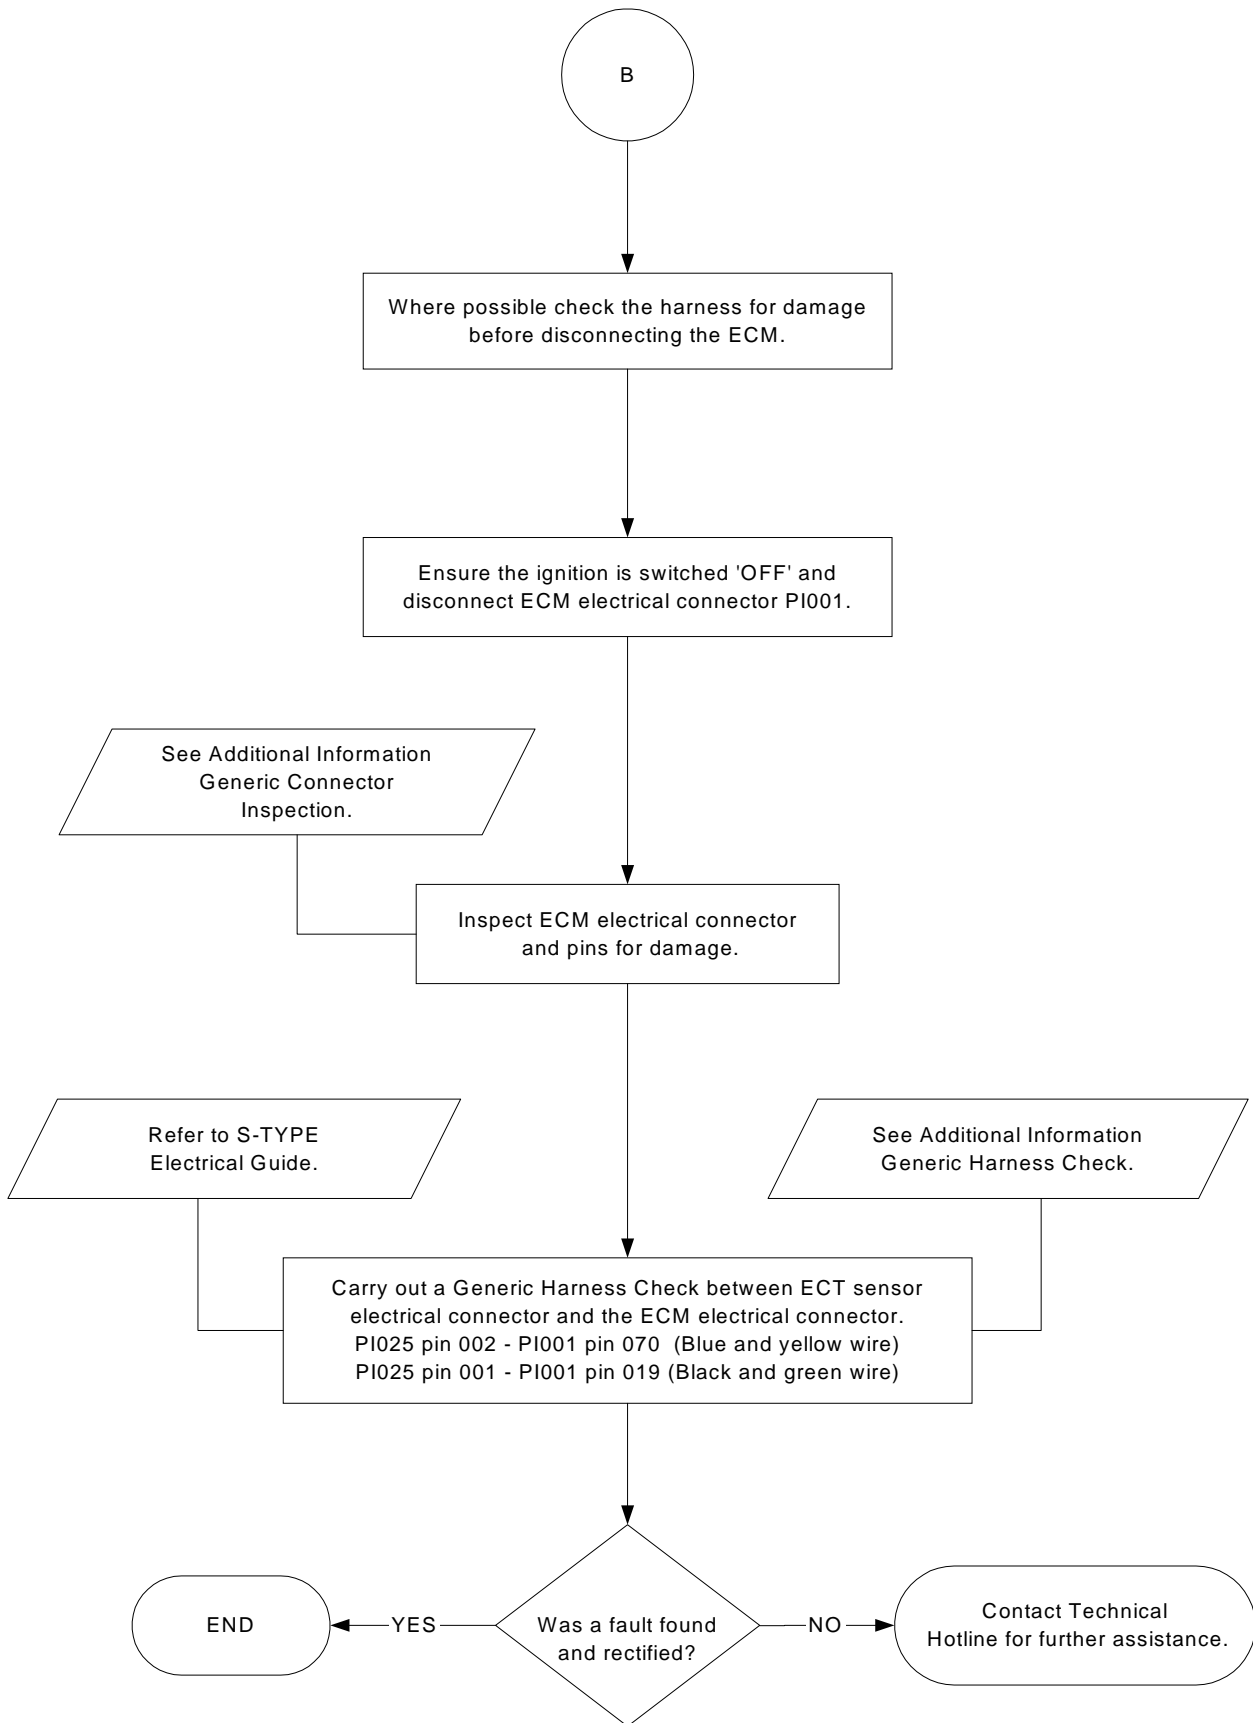 B
Where possible check the harness for damage
before disconnecting the ECM.
Ensure the ignition is switched 'OFF' and
disconnect ECM electrical connector PI001.
See Additional Information
Generic Connector
Inspection.
Inspect ECM electrical connector
and pins for damage.
Refer to S-TYPE
Electrical Guide.
See Additional Information
Generic Harness Check.
Carry out a Generic Harness Check between ECT sensor
electrical connector and the ECM electrical connector.
PI025 pin 002 - PI001 pin 070 (Blue and yellow wire)
PI025 pin 001 - PI001 pin 019 (Black and green wire)
END
YES
Was a fault found
and rectified?
NO
Contact Technical
Hotline for further assistance.